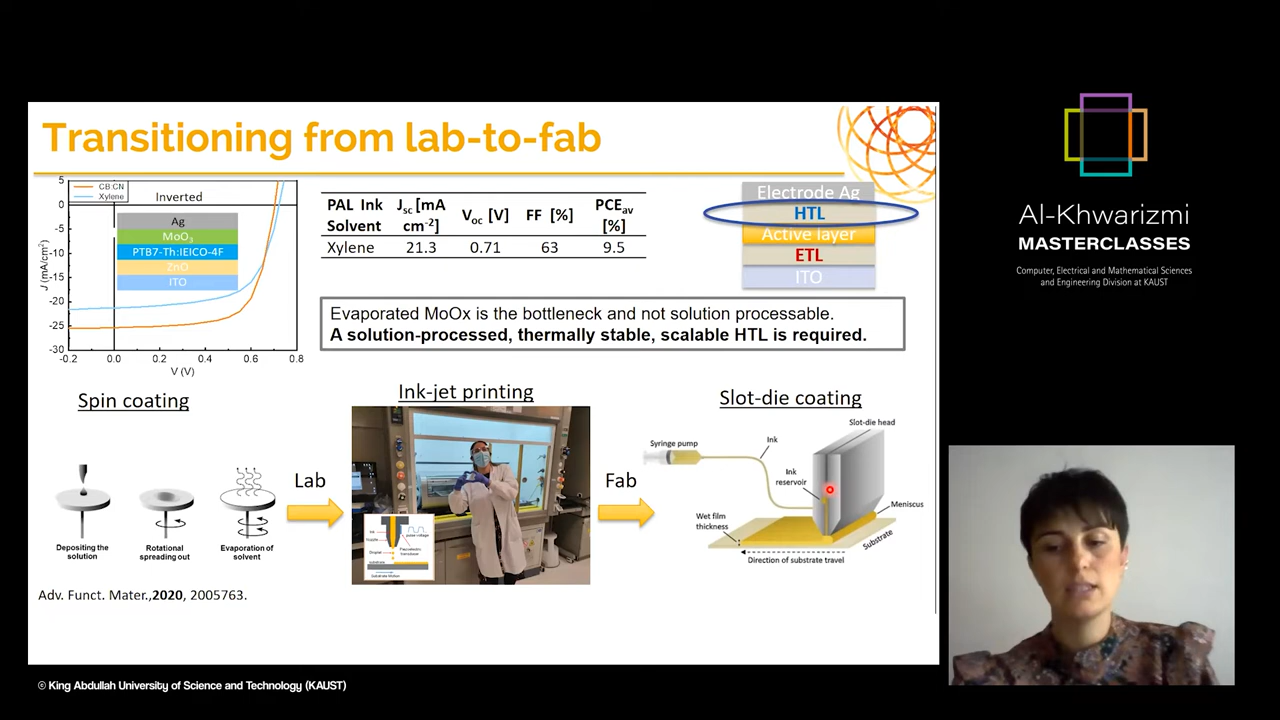 Transitioning from lab-to-fab
CB:CN
Xylene
Inverted
Ag
MoO3
PTB7-Th:IEICO-4F
ZnO
ITO
5
0
-5
-10
-15
-20
-25
-30
J (mA/cm2)
-0.2 0.0 0.2 0.4 0.6 0.8
V (V)
PAL Ink Solvent Jsc [mA cm-2] Voc [V] FF [%] PCEav [%]
Xylene 21.3 0.71 63 9.5
Electrode Ag
HTL
Active layer
ETL
ITO
Evaporated MoOx is the bottleneck and not solution processable.
A solution-processed, thermally stable, scalable HTL is required.
Spin coating
Depositing the solution
Rotational spreading out
Evaporation of solvent
Lab
Ink-jet printing
Fab
Slot-die coating
Slot-die head
Syringe pump
Ink
Ink reservoir
Meniscus
Wet film thickness
Substrate
Direction of substrate travel
Adv. Funct. Mater.,2020, 2005763.
Al-Khwarizmi
MASTERCLASSES
Computer, Electrical and Mathematical Sciences
and Engineering Division at KAUST
© King Abdullah University of Science and Technology (KAUST)